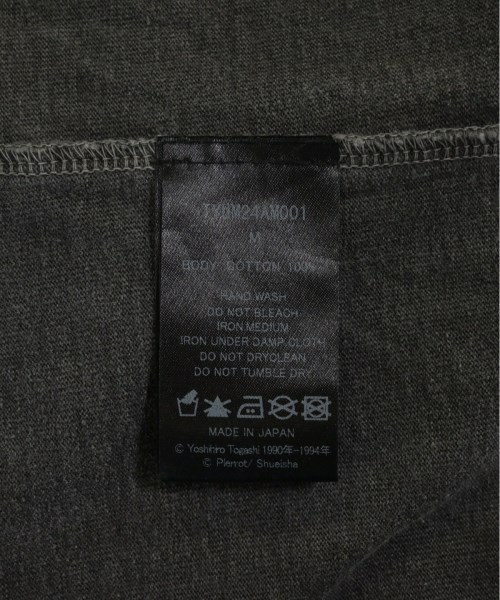 TYHM24AM001
M
BODY COTTON 100%
HAND WASH
DO NOT BLEACH
IRON MEDIUM
IRON UNDER DAMP CLOTH
DO NOT DRYCLEAN
DO NOT TUMBLE DRY
MADE IN JAPAN
© Yoshihiro Togashi 1990年-1994年
© Pierrot/ Shueisha